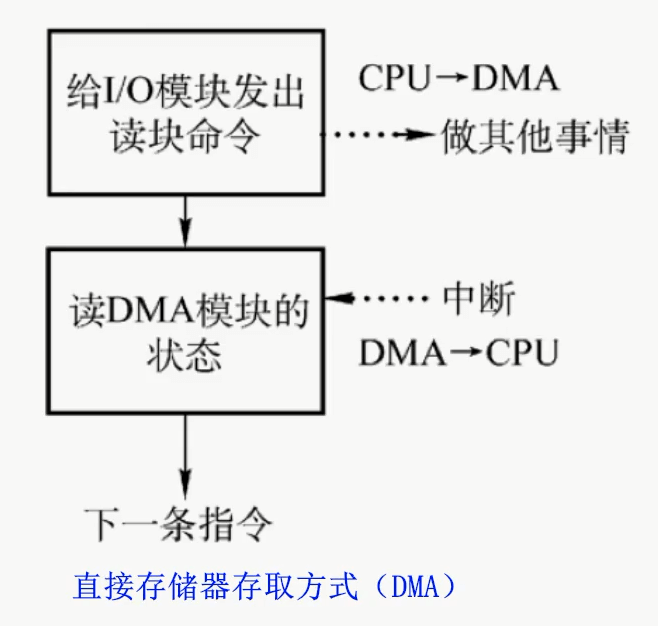 给I/O模块发出
读块命令
CPU→DMA
做其他事情
读DMA模块的
状态
中断
DMA→CPU
下一条指令
直接存储器存取方式（DMA）